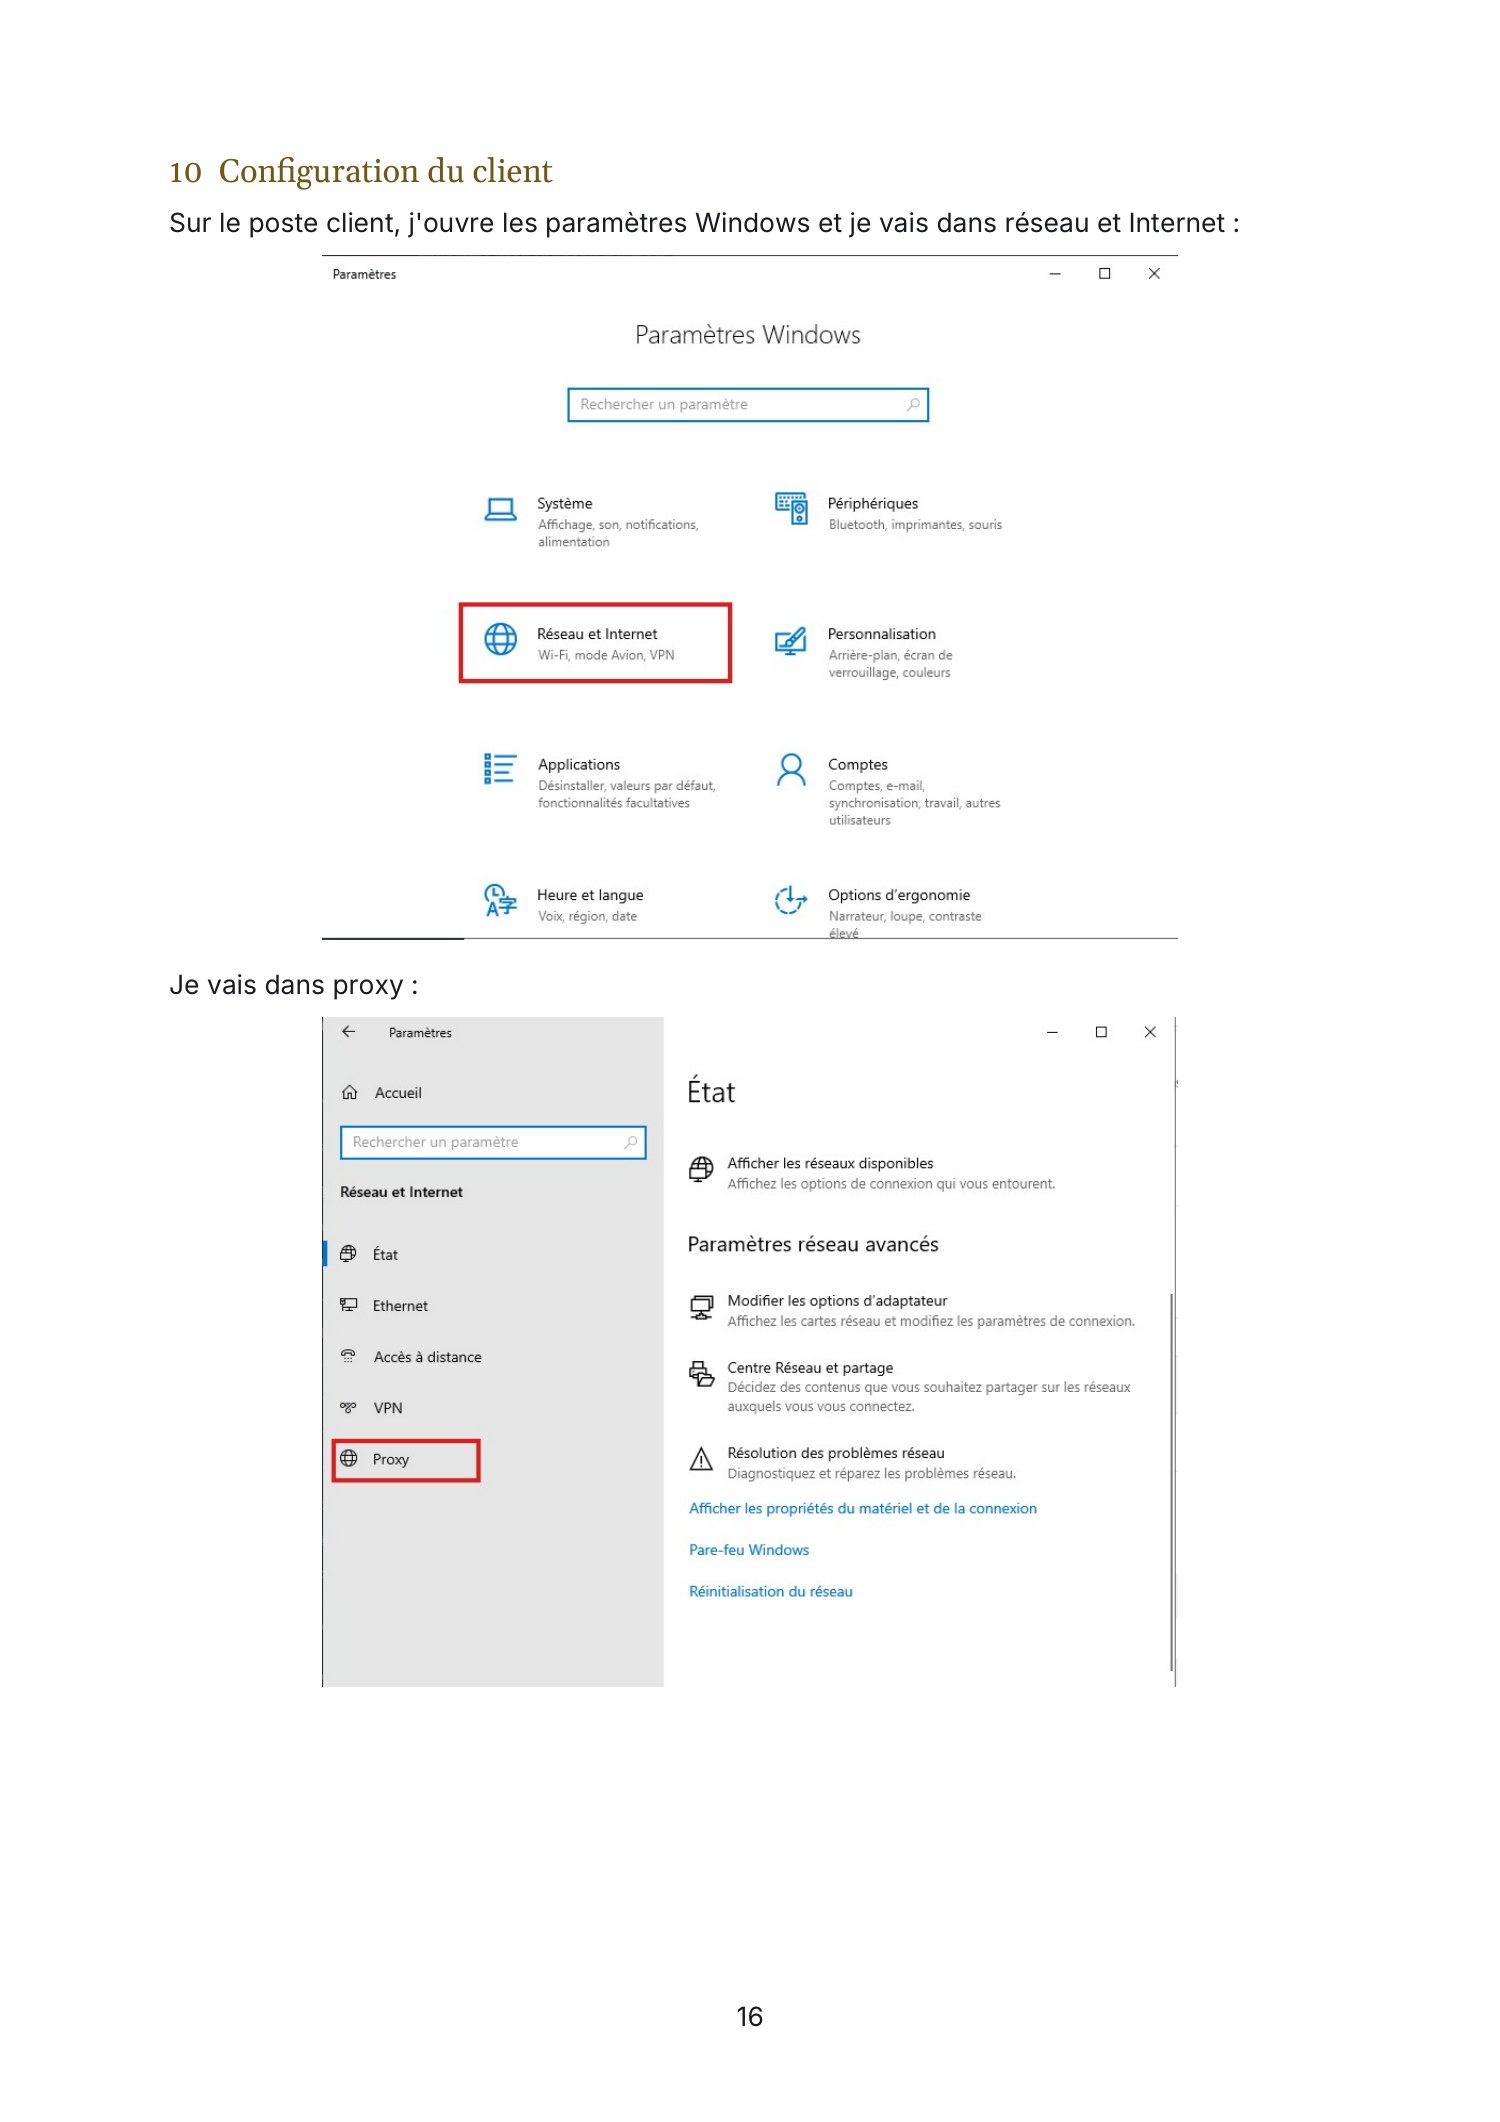 10 Configuration du client
Sur le poste client, j'ouvre les paramètres Windows et je vais dans réseau et Internet :
Paramètres
Paramètres Windows
Rechercher un paramètre
Système
Affichage, son, notifications,
alimentation
Périphériques
Bluetooth, imprimantes, souris
Réseau et Internet
Wi-Fi, mode Avion, VPN
Personnalisation
Arrière-plan, écran de
verrouillage, couleurs
Applications
Désinstaller, valeurs par défaut,
fonctionnalités facultatives
Comptes
Comptes, e-mail,
synchronisation, travail, autres
utilisateurs
Heure et langue
Voix, région, date
Options d'ergonomie
Narrateur, loupe, contraste
élevé
Je vais dans proxy :
Paramètres
Accueil
Rechercher un paramètre
Réseau et Internet
État
Ethernet
Accès à distance
VPN
Proxy
État
Afficher les réseaux disponibles
Affichez les options de connexion qui vous entourent.
Paramètres réseau avancés
Modifier les options d'adaptateur
Affichez les cartes réseau et modifiez les paramètres de connexion.
Centre Réseau et partage
Décidez des contenus que vous souhaitez partager sur les réseaux
auxquels vous vous connectez.
Résolution des problèmes réseau
Diagnostiquez et réparez les problèmes réseau.
Afficher les propriétés du matériel et de la connexion
Pare-feu Windows
Réinitialisation du réseau
16